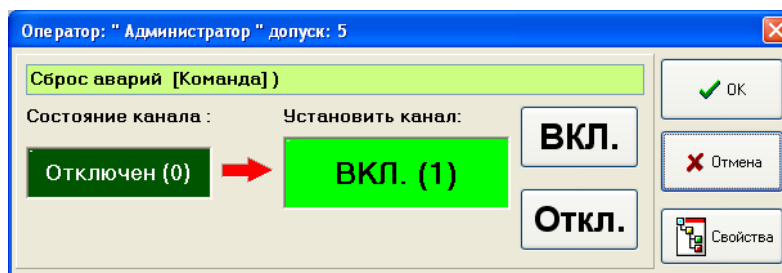 Оператор: " Администратор " допуск: 5
Сброс аварий [Команда] )
Состояние канала :
Установить канал:
Отключен (0)
ВКЛ. (1)
ВКЛ.
Откл.
OK
Отмена
Свойства